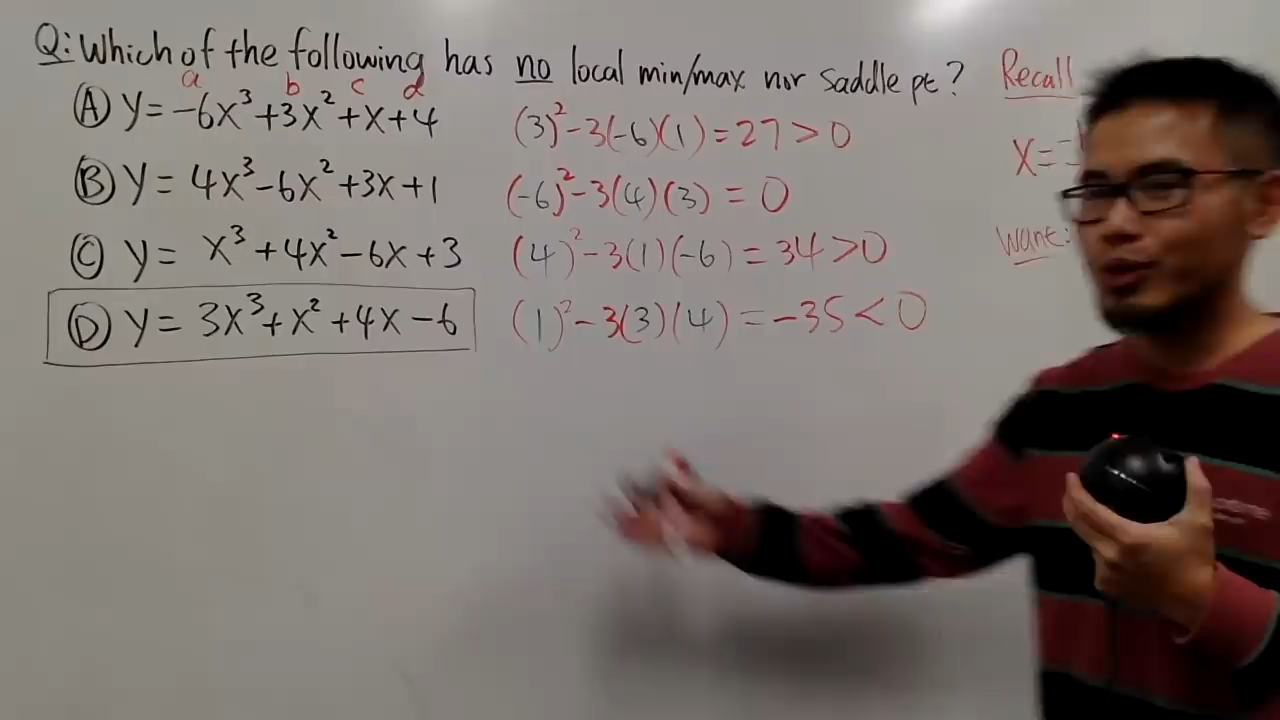 Q: Which of the following has no local min/max nor saddle pt?
a b c d
Ⓐ y = -6x³ + 3x² + x + 4 (3)² - 3(-6)(1) = 27 > 0
Ⓑ y = 4x³ - 6x² + 3x + 1 (-6)² - 3(4)(3) = 0
Ⓒ y = x³ + 4x² - 6x + 3 (4)² - 3(1)(-6) = 34 > 0
Ⓓ y = 3x³ + x² + 4x - 6 (1)² - 3(3)(4) = -35 < 0
Recall
x =
Want: